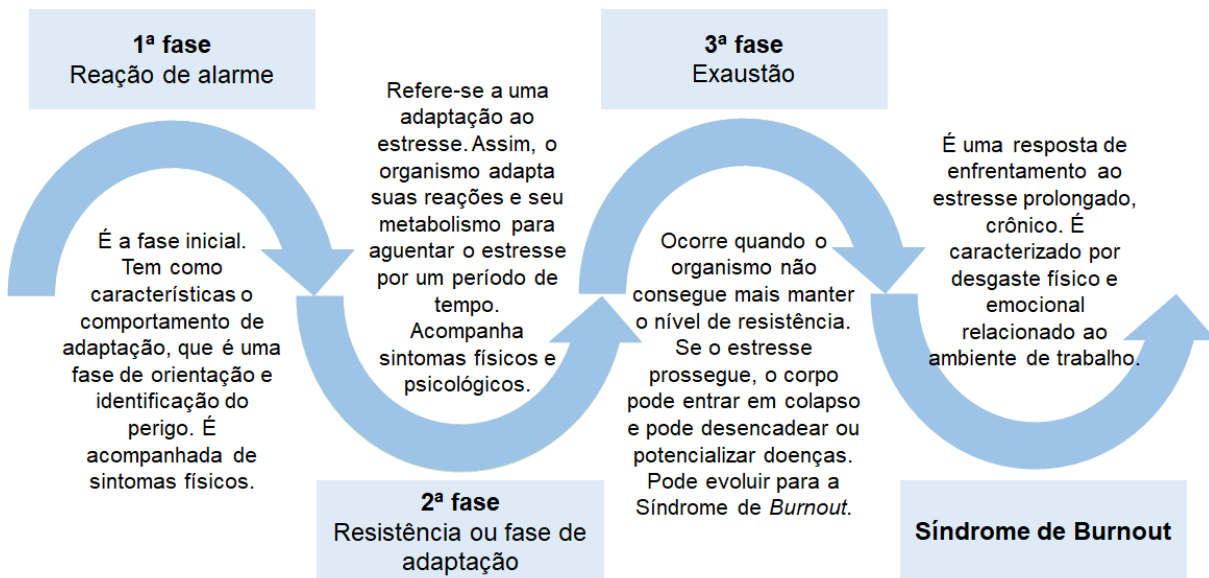 1ª fase
Reação de alarme
É a fase inicial.
Tem como
características o
comportamento de
adaptação, que é uma
fase de orientação e
identificação do
perigo. É
acompanhada de
sintomas físicos.
Refere-se a uma
adaptação ao
estresse. Assim, o
organismo adapta
suas reações e seu
metabolismo para
aguentar o estresse
por um período de
tempo.
Acompanha
sintomas físicos e
psicológicos.
2ª fase
Resistência ou fase de
adaptação
3ª fase
Exaustão
Ocorre quando o
organismo não
consegue mais manter
o nível de resistência.
Se o estresse
prossegue, o corpo
pode entrar em colapso
e pode desencadear ou
potencializar doenças.
Pode evoluir para a
Síndrome de Burnout.
É uma resposta de
enfrentamento ao
estresse prolongado,
crônico. É
caracterizado por
desgaste físico e
emocional
relacionado ao
ambiente de trabalho.
Síndrome de Burnout